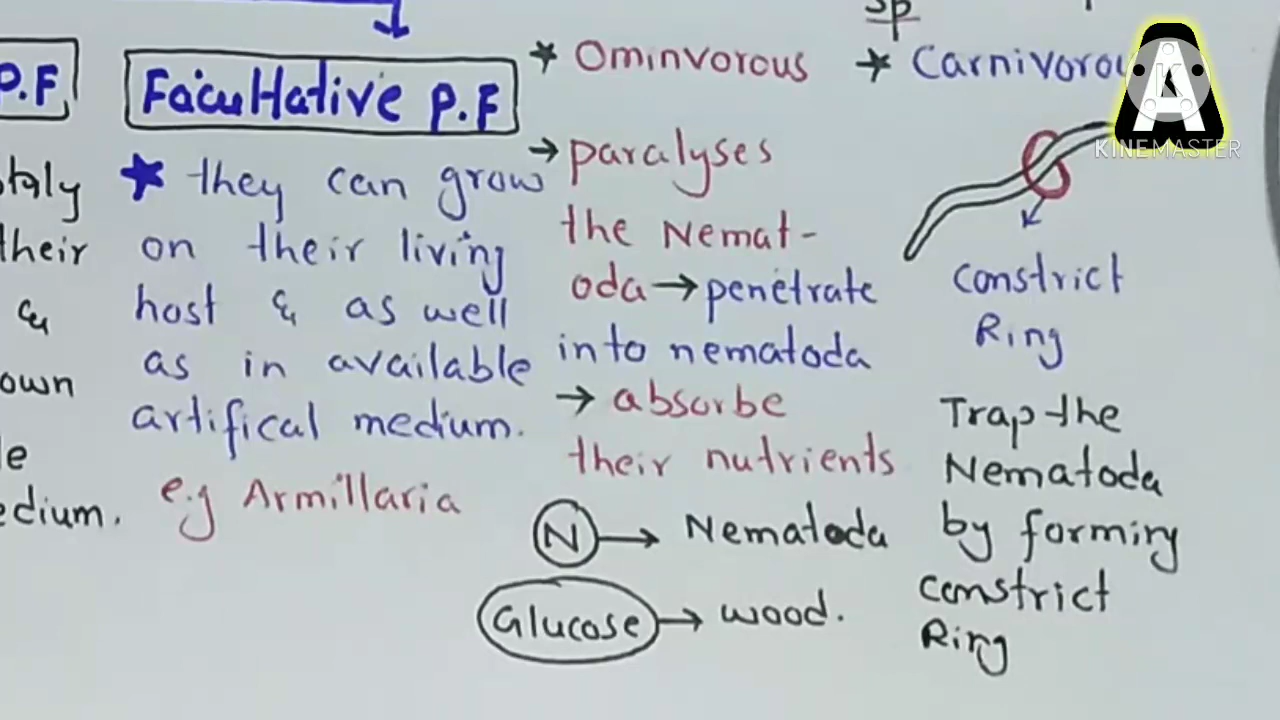 sp
P.F
Facultative P.F
★ Ominvorous
★ Carnivorou
KINEMASTER
their
&
own
edium.
★ they can grow
on their living
host & as well
as in available
artifical medium.
e.g Armillaria
→ paralyses
the Nemat-
oda → penetrate
into nematoda
→ absorbe
their nutrients
N → Nematoda
Glucose → wood.
Constrict
Ring
Trap the
Nematoda
by forming
Constrict
Ring